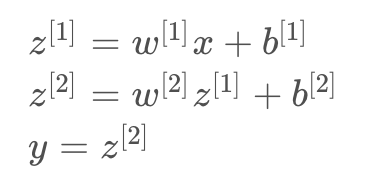 z^{[1]} = w^{[1]}x + b^{[1]}
z^{[2]} = w^{[2]}z^{[1]} + b^{[2]}
y = z^{[2]}